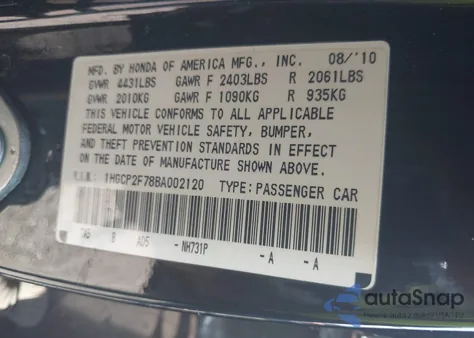 MFD. BY HONDA OF AMERICA MFG., INC. 08/'10
GVWR 4431LBS GAWR F 2403LBS R 2061LBS
GVWR 2010KG GAWR F 1090KG R 935KG
THIS VEHICLE CONFORMS TO ALL APPLICABLE
FEDERAL MOTOR VEHICLE SAFETY, BUMPER,
AND THEFT PREVENTION STANDARDS IN EFFECT
ON THE DATE OF MANUFACTURE SHOWN ABOVE.
1HGCP2F78BA002120 TYPE:PASSENGER CAR
B AD5 -NH731P -A -A
autoSnap